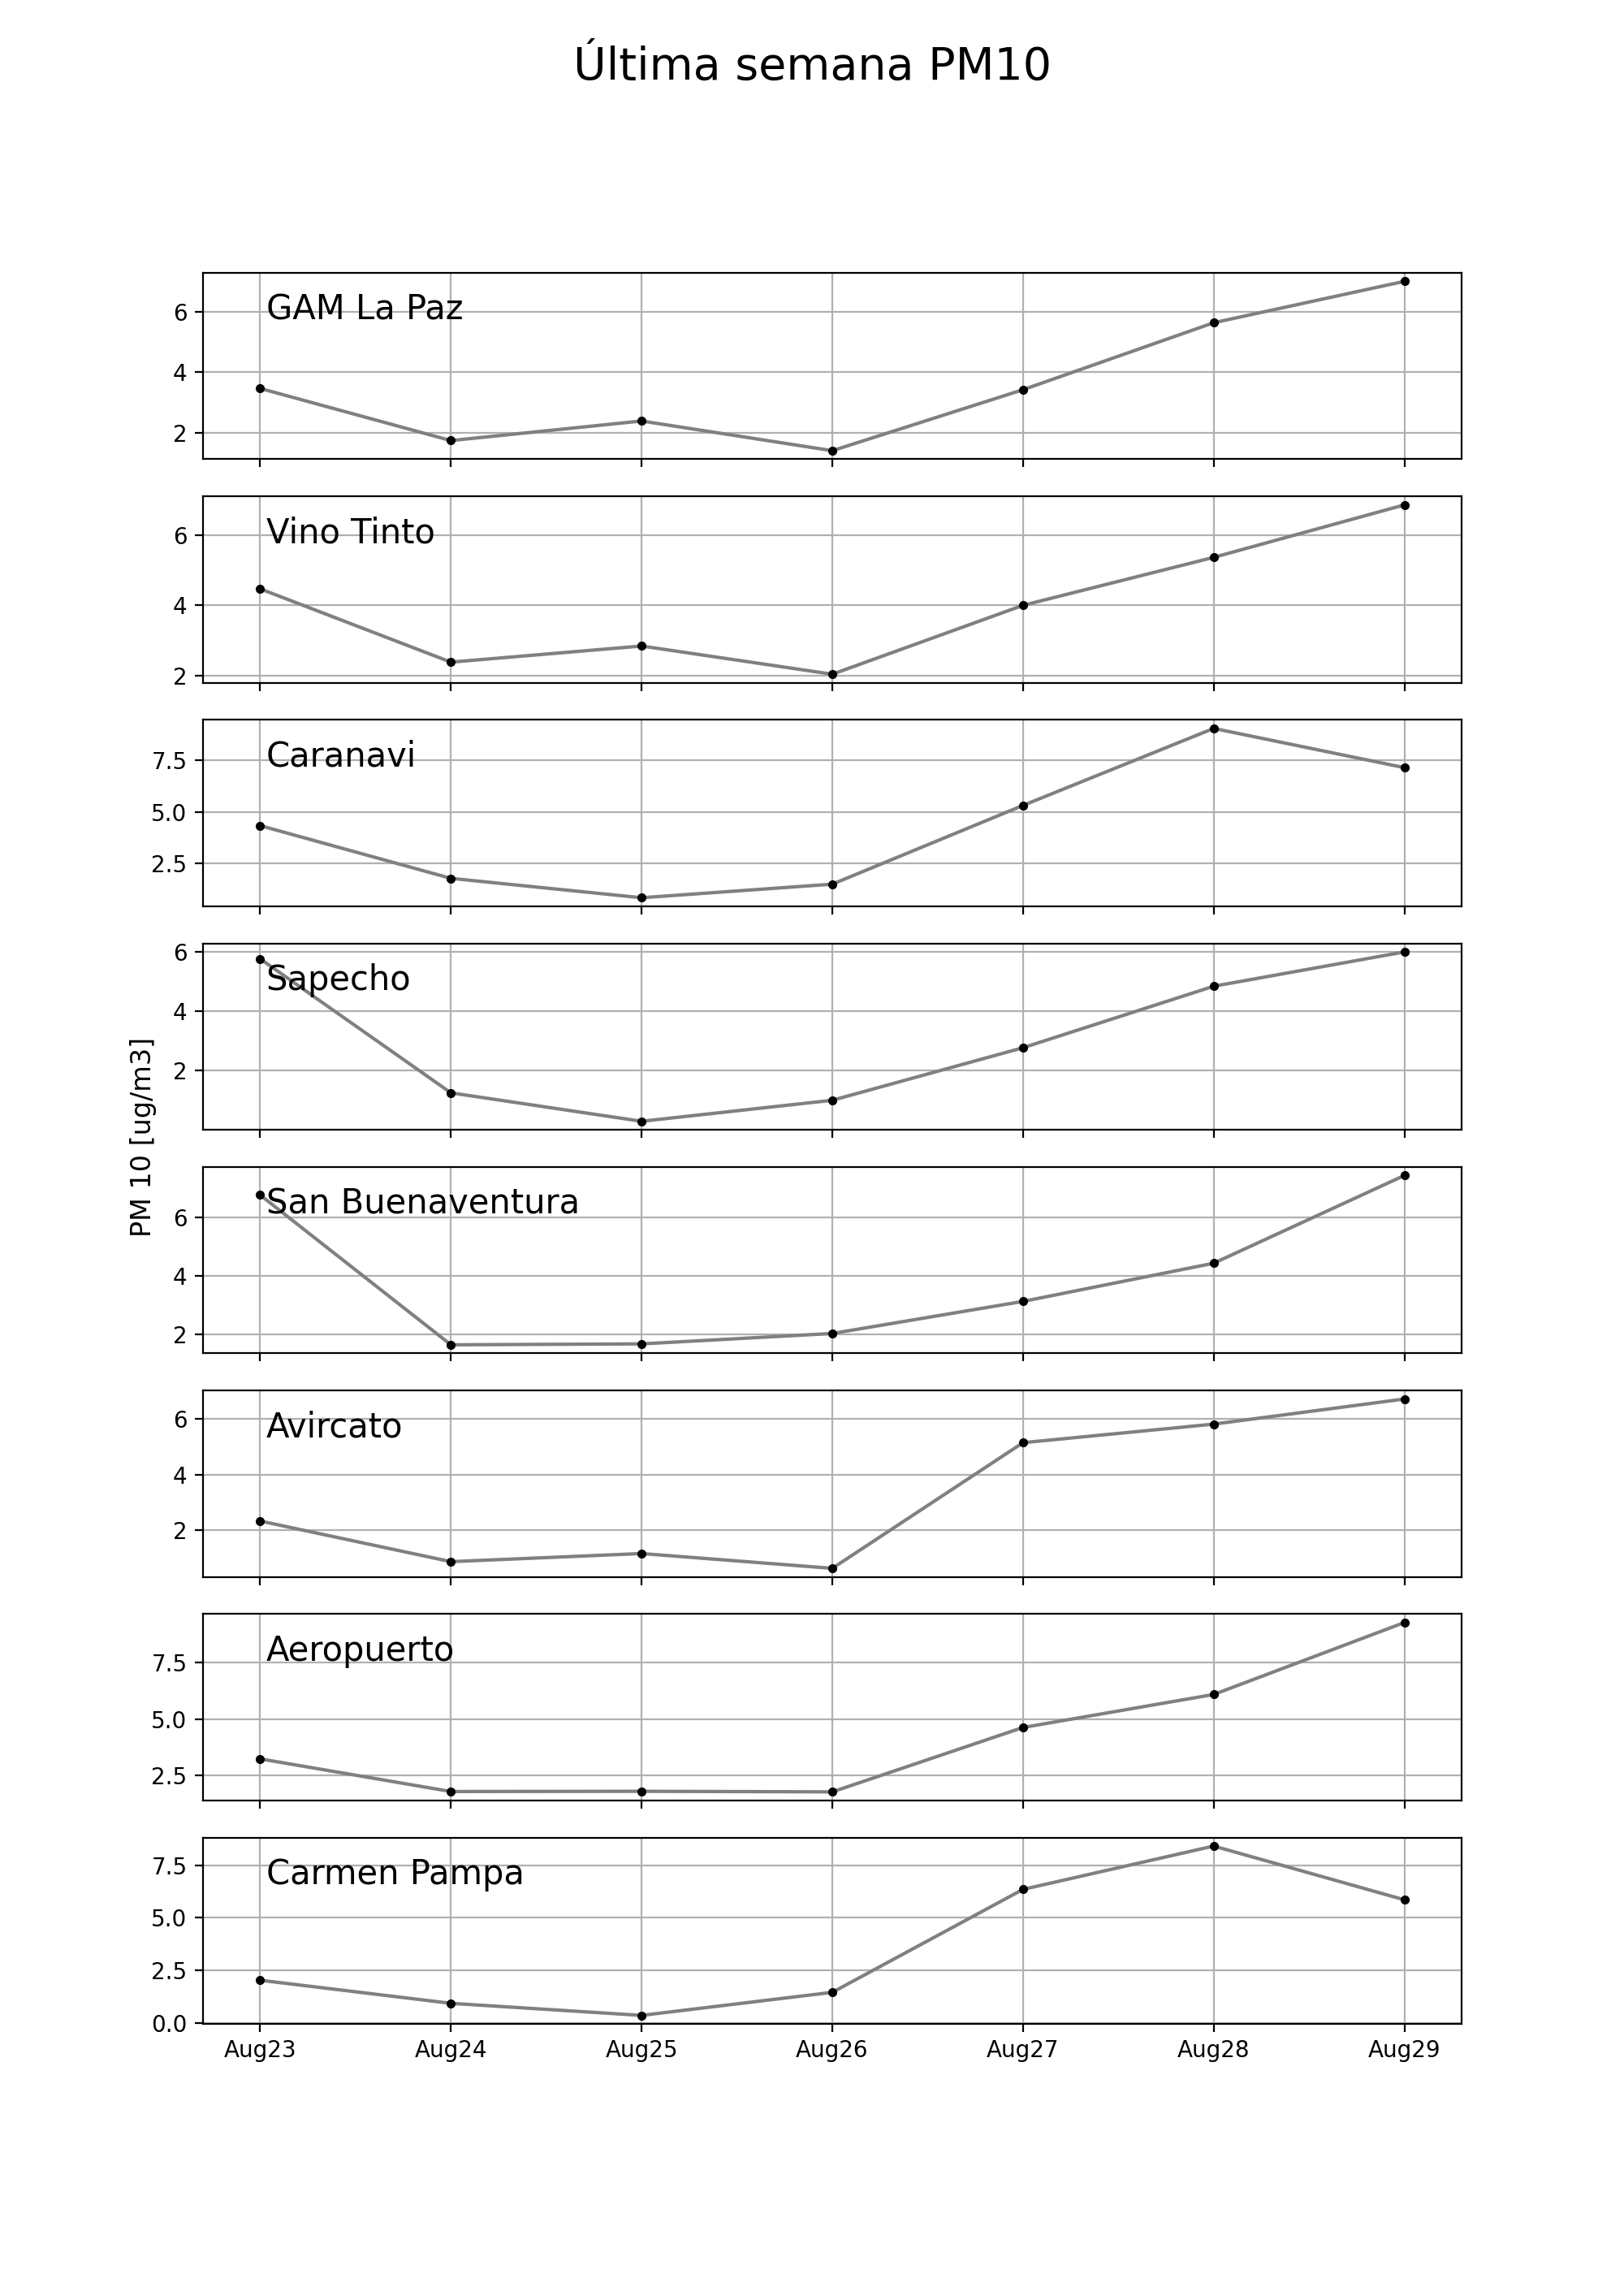 Última semana PM10
GAM La Paz
6
4
2
Vino Tinto
6
4
2
Caranavi
7.5
5.0
2.5
Sapecho
6
4
2
PM 10 [ug/m3]
San Buenaventura
6
4
2
Avircato
6
4
2
Aeropuerto
7.5
5.0
2.5
Carmen Pampa
7.5
5.0
2.5
0.0
Aug23 Aug24 Aug25 Aug26 Aug27 Aug28 Aug29